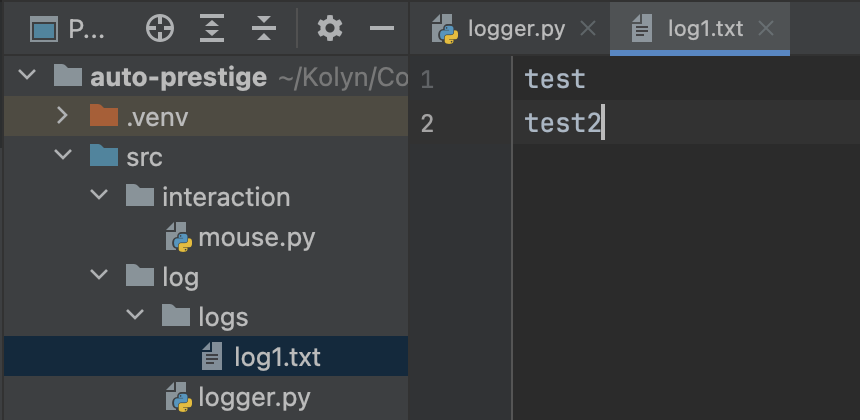 P...
logger.py
log1.txt
auto-prestige ~/Kolyn/Co
.venv
src
interaction
mouse.py
log
logs
log1.txt
logger.py
1 test
2 test2